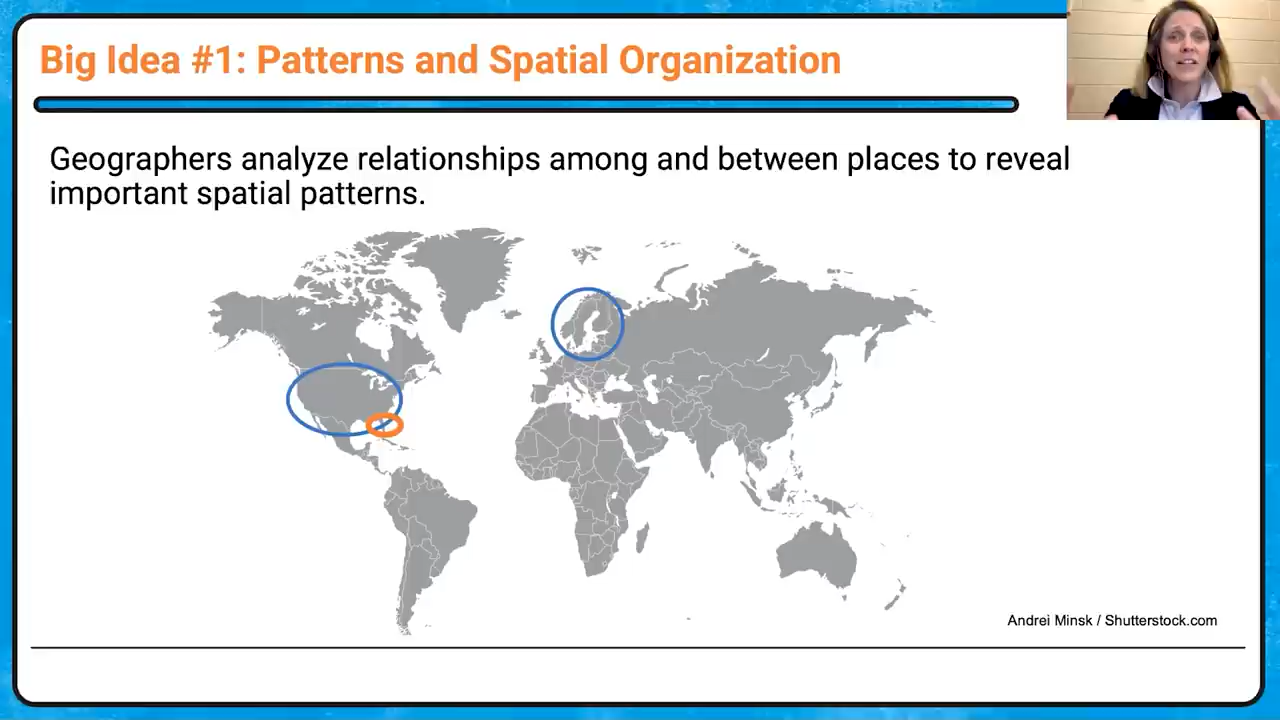 Big Idea #1: Patterns and Spatial Organization
Geographers analyze relationships among and between places to reveal
important spatial patterns.
Andrei Minsk / Shutterstock.com